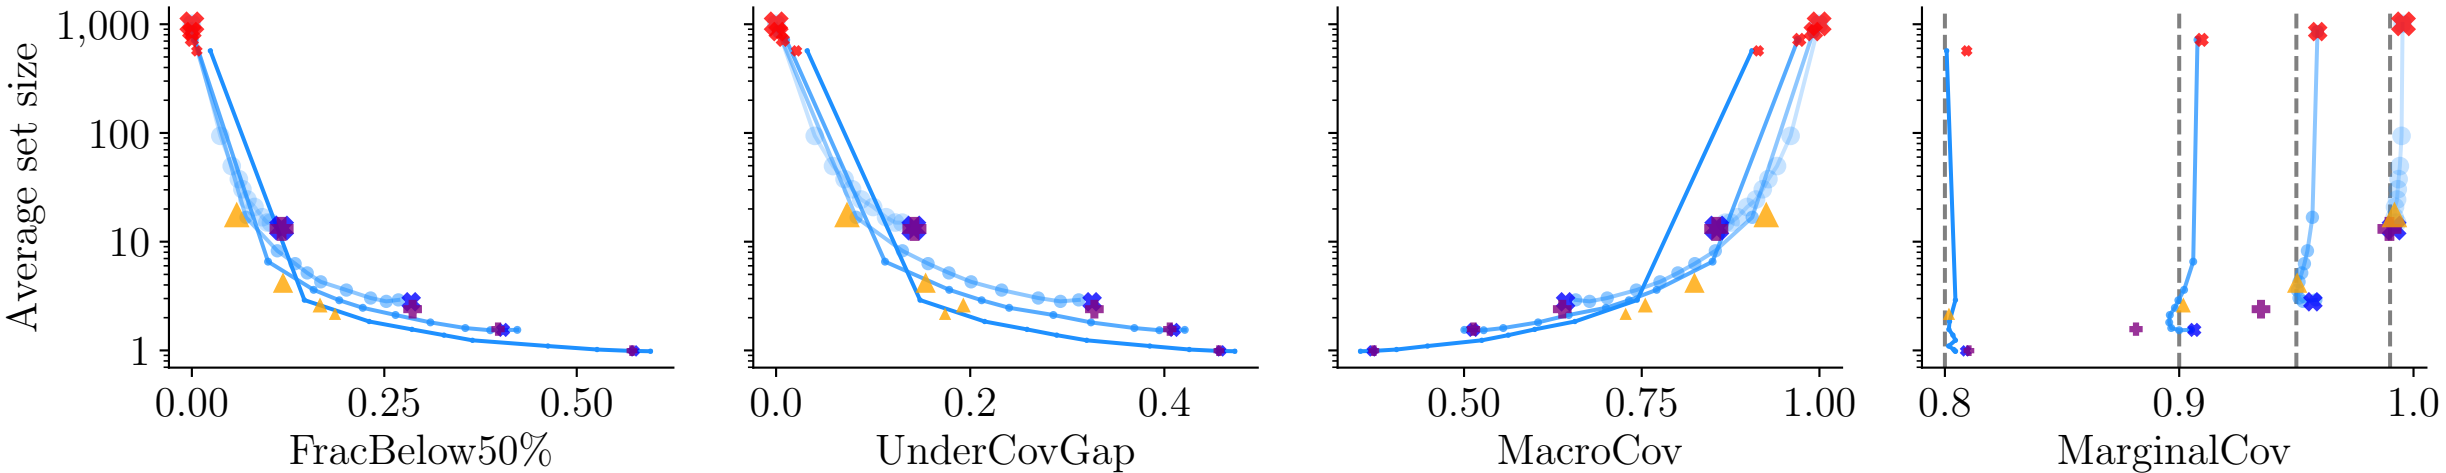 Average set size
1,000
100
10
1
0.00 0.25 0.50
FracBelow50%
0.0 0.2 0.4
UnderCovGap
0.50 0.75 1.00
MacroCov
0.8 0.9 1.0
MarginalCov